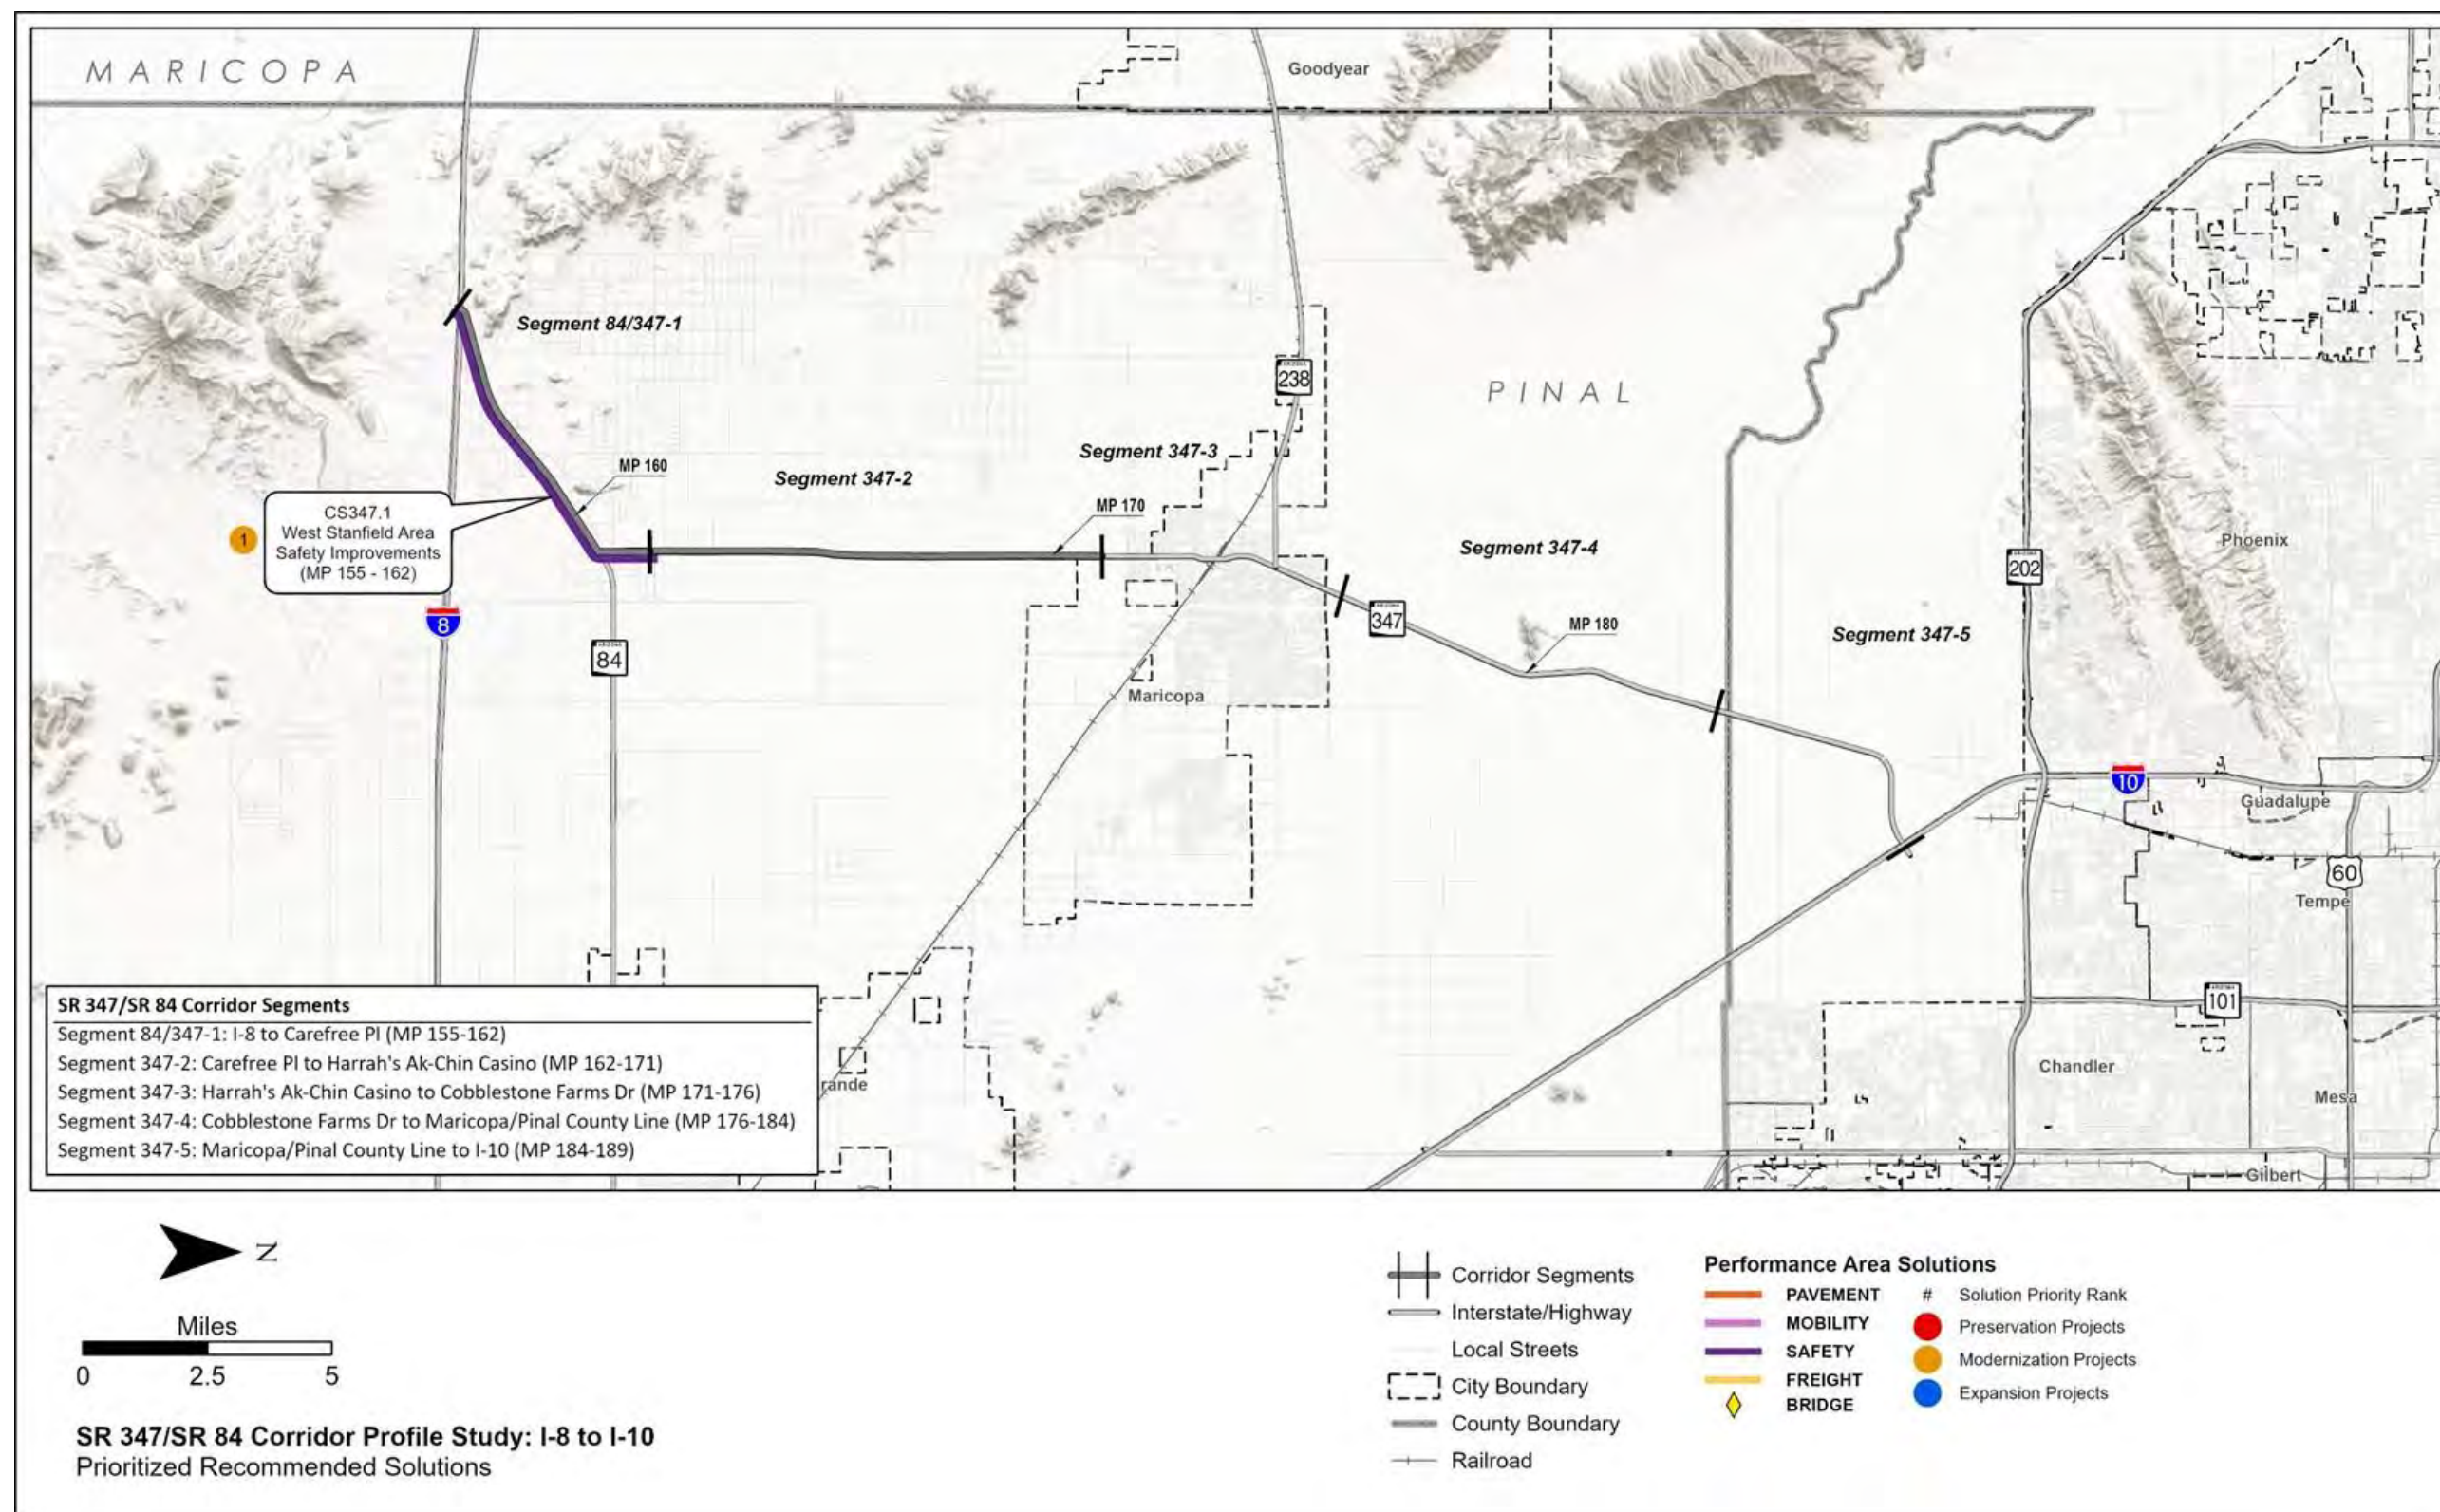 MARICOPA
Goodyear
Segment 84/347-1
ARIZONA
238
PINAL
MP 160
Segment 347-2
Segment 347-3
MP 170
1
CS347.1
West Stanfield Area
Safety Improvements
(MP 155 - 162)
Segment 347-4
Phoenix
ARIZONA
202
8
ARIZONA
347
MP 180
Segment 347-5
ARIZONA
84
Maricopa
10
Guadalupe
60
Tempe
ARIZONA
101
Chandler
Mesa
rande
Gilbert
SR 347/SR 84 Corridor Segments
Segment 84/347-1: I-8 to Carefree Pl (MP 155-162)
Segment 347-2: Carefree Pl to Harrah's Ak-Chin Casino (MP 162-171)
Segment 347-3: Harrah's Ak-Chin Casino to Cobblestone Farms Dr (MP 171-176)
Segment 347-4: Cobblestone Farms Dr to Maricopa/Pinal County Line (MP 176-184)
Segment 347-5: Maricopa/Pinal County Line to I-10 (MP 184-189)
N
Miles
0 2.5 5
SR 347/SR 84 Corridor Profile Study: I-8 to I-10
Prioritized Recommended Solutions
Corridor Segments
Interstate/Highway
Local Streets
City Boundary
County Boundary
Railroad
Performance Area Solutions
PAVEMENT
MOBILITY
SAFETY
FREIGHT
BRIDGE
# Solution Priority Rank
Preservation Projects
Modernization Projects
Expansion Projects